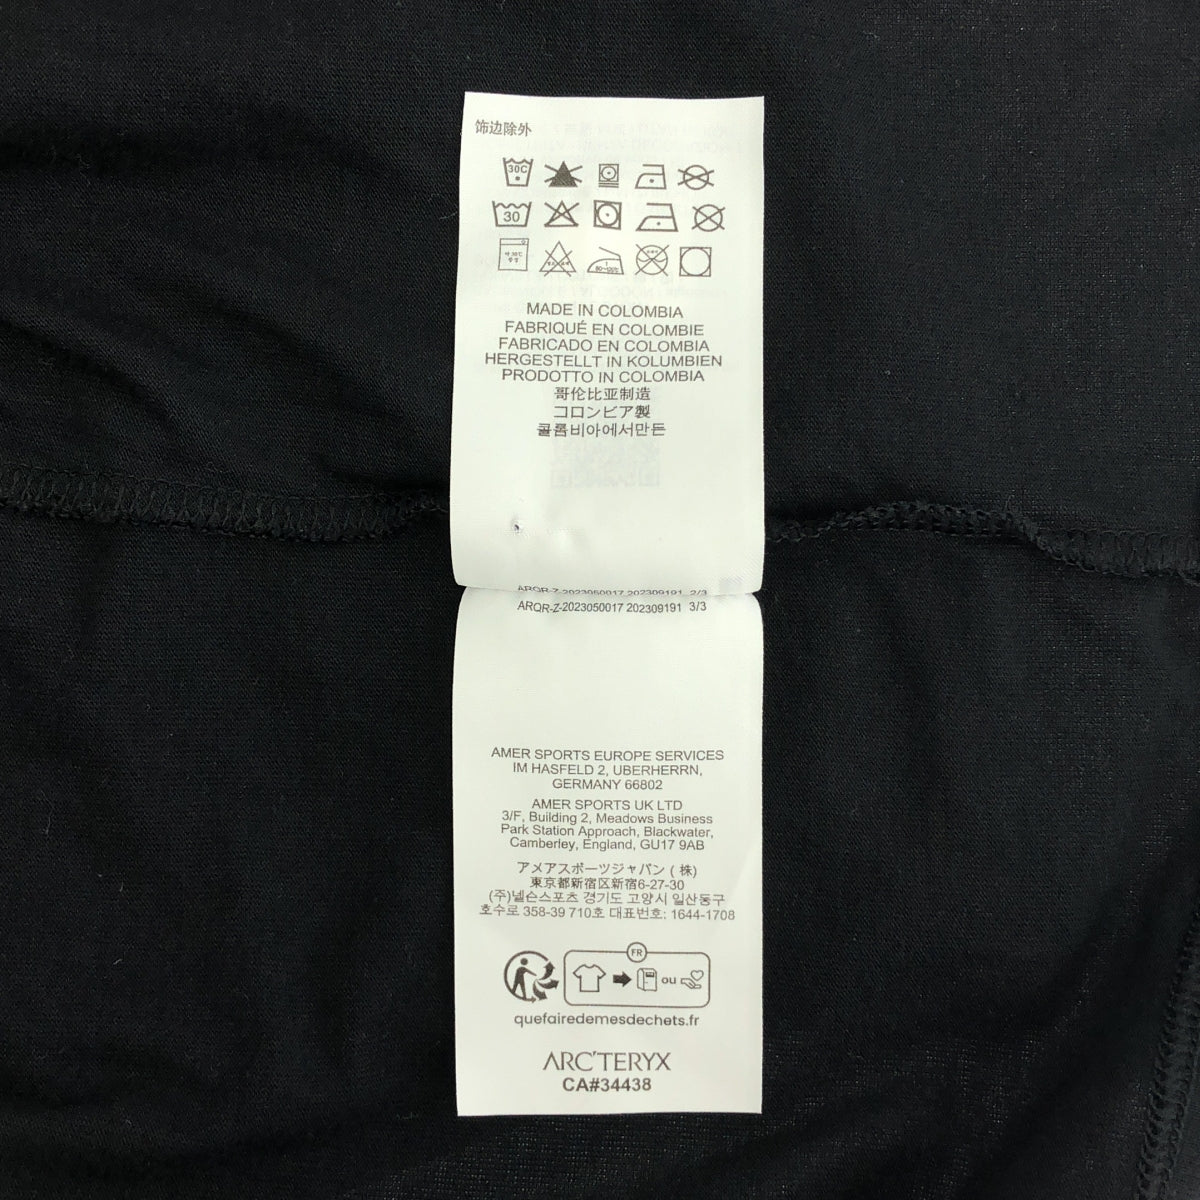 饰边除外
30C
30
80~120℃
MADE IN COLOMBIA
FABRIQUÉ EN COLOMBIE
FABRICADO EN COLOMBIA
HERGESTELLT IN KOLUMBIEN
PRODOTTO IN COLOMBIA
哥伦比亚制造
コロンビア製
콜롬비아에서만든
ARQR-Z-2023050017 202309191 2/3
ARQR-Z-2023050017 202309191 3/3
AMER SPORTS EUROPE SERVICES
IM HASFELD 2, UBERHERRN,
GERMANY 66802
AMER SPORTS UK LTD
3/F, Building 2, Meadows Business
Park Station Approach, Blackwater,
Camberley, England, GU17 9AB
アメアスポーツジャパン (株)
東京都新宿区新宿6-27-30
(주)넬슨스포츠 경기도 고양시 일산동구
호수로 358-39 710호 대표번호: 1644-1708
FR
ou
quefairedemesdechets.fr
ARC'TERYX
CA#34438